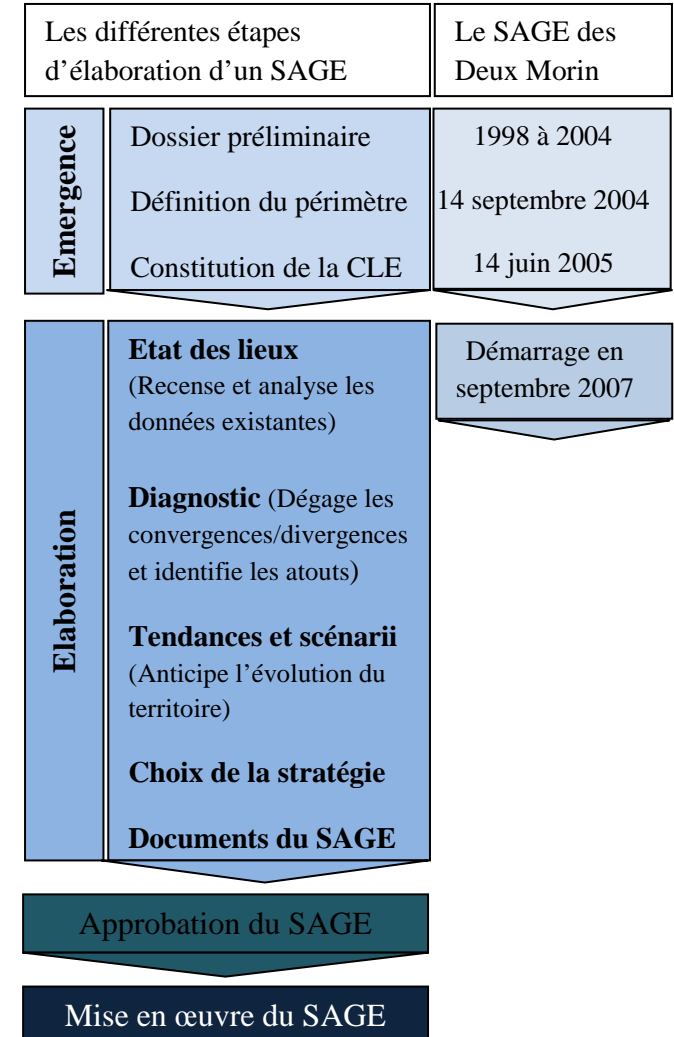 Les différentes étapes
d’élaboration d’un SAGE
Le SAGE des
Deux Morin
Emergence
Dossier préliminaire
1998 à 2004
Définition du périmètre
14 septembre 2004
Constitution de la CLE
14 juin 2005
Elaboration
Etat des lieux
(Recense et analyse les
données existantes)
Démarrage en
septembre 2007
Diagnostic (Dégage les
convergences/divergences
et identifie les atouts)
Tendances et scénarii
(Anticipe l’évolution du
territoire)
Choix de la stratégie
Documents du SAGE
Approbation du SAGE
Mise en œuvre du SAGE